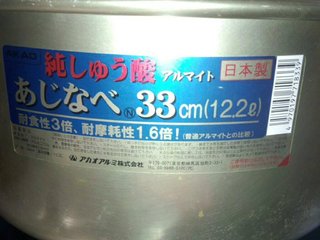 AKAO
純しゅう酸 アルマイト
日本製
あじなべ Ⓝ 33cm(12.2ℓ)
耐食性3倍、耐摩耗性1.6倍!(普通アルマイトとの比較)
アカオアルミ株式会社